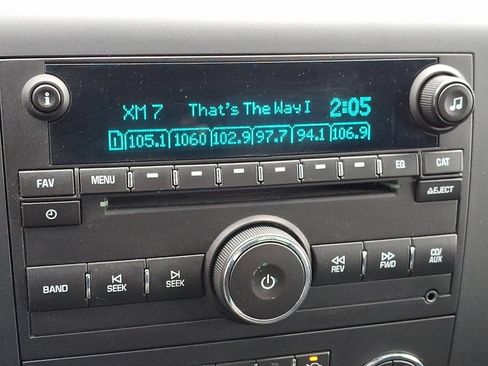 XM 7 That's The Way I 2:05
1 105.1 1060 102.9 97.7 94.1 106.9
FAV MENU EQ CAT
EJECT
BAND SEEK SEEK REV FWD CD/AUX